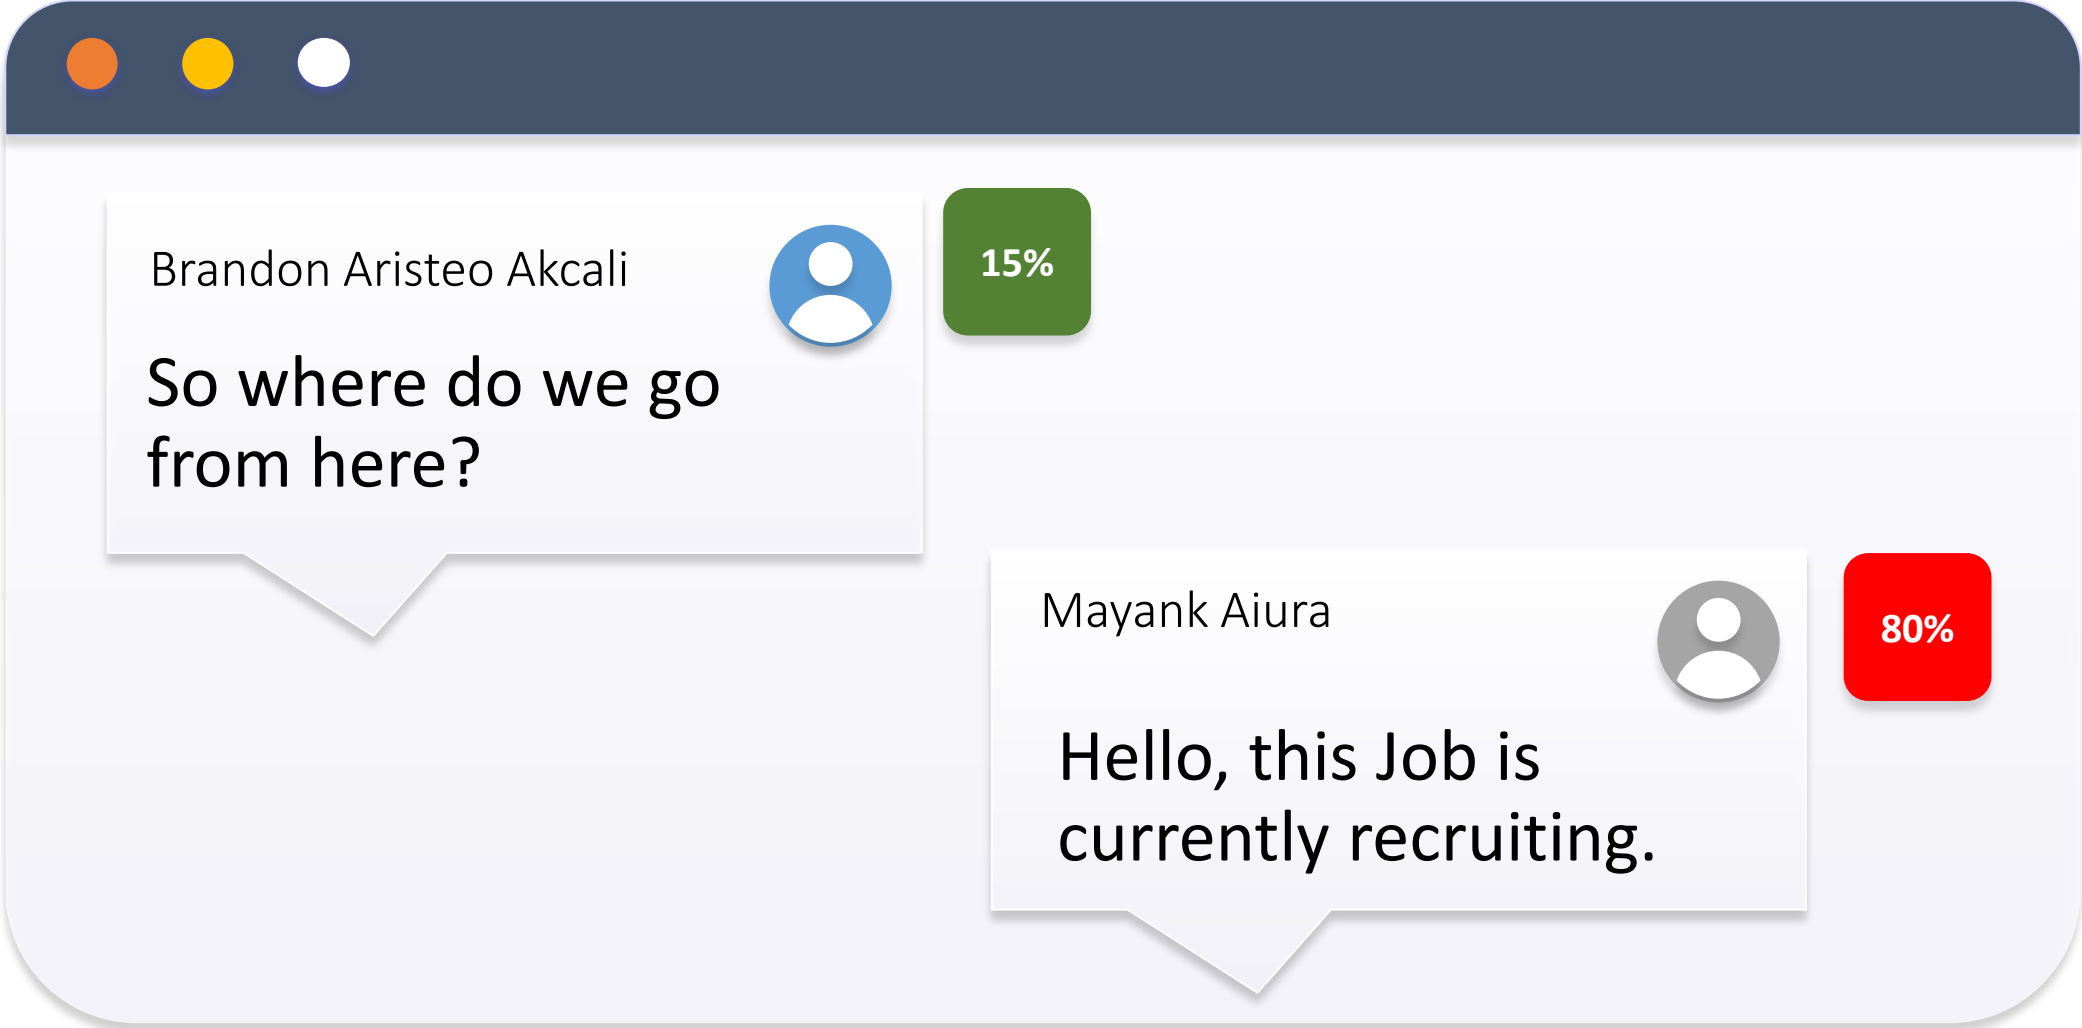 Brandon Aristeo Akcali
15%
So where do we go
from here?
Mayank Aiura
80%
Hello, this Job is
currently recruiting.